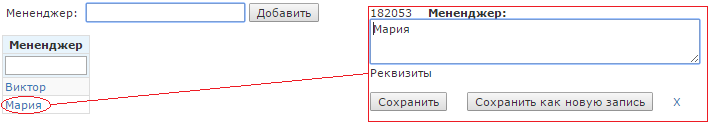 Мененджер: Добавить
Мененджер
Виктор
Мария
182053 Мененджер:
Мария
Реквизиты
Сохранить Сохранить как новую запись X